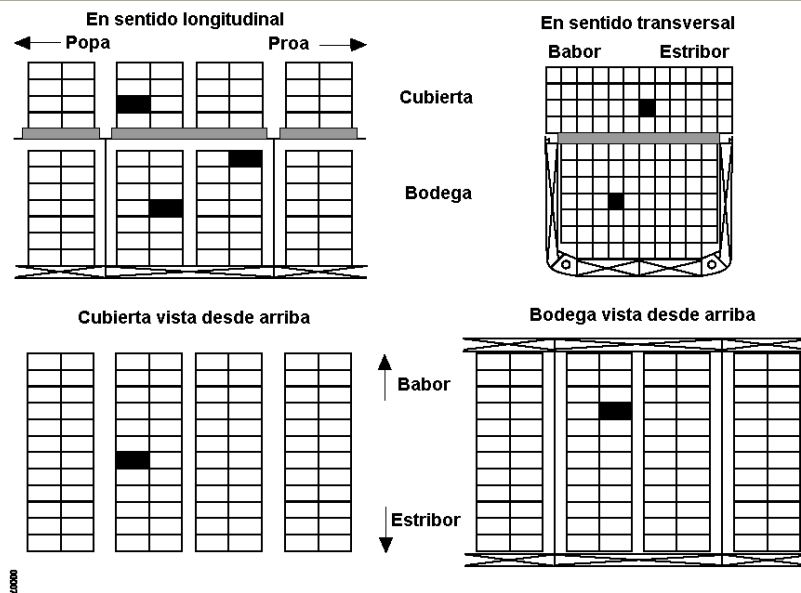 En sentido longitudinal
Popa
Proa
En sentido transversal
Babor
Estribor
Cubierta
Bodega
Cubierta vista desde arriba
Bodega vista desde arriba
Babor
Estribor